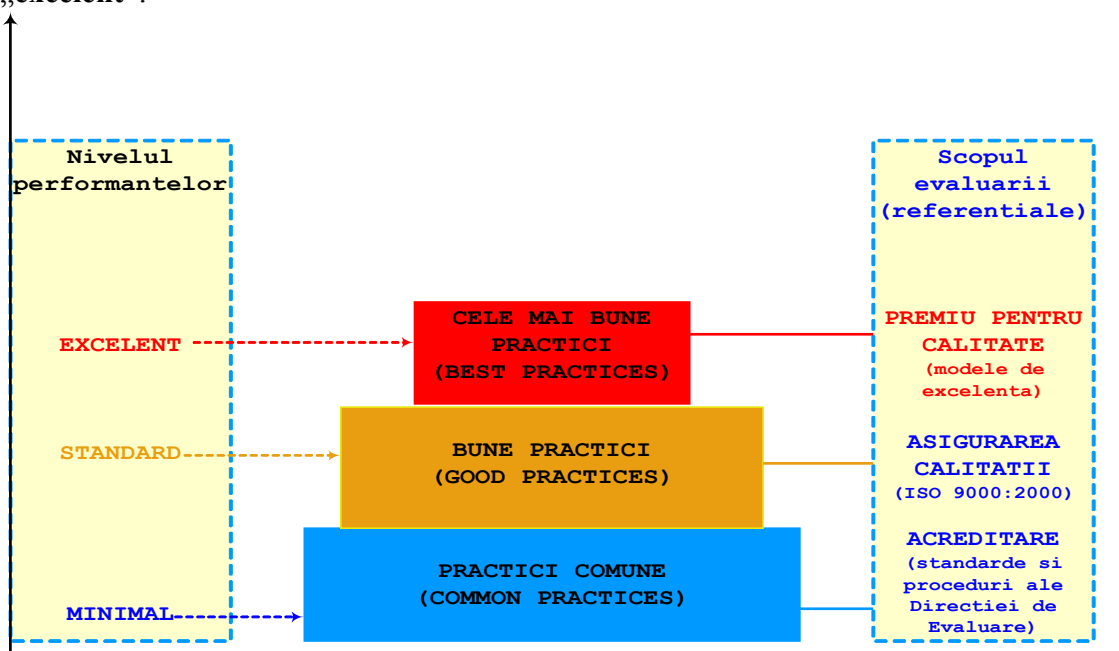 „excelent".
Nivelul
performantelor
Scopul
evaluarii
(referentiale)
EXCELENT
CELE MAI BUNE
PRACTICI
(BEST PRACTICES)
PREMIU PENTRU
CALITATE
(modele de
excelenta)
STANDARD
BUNE PRACTICI
(GOOD PRACTICES)
ASIGURAREA
CALITATII
(ISO 9000:2000)
MINIMAL
PRACTICI COMUNE
(COMMON PRACTICES)
ACREDITARE
(standarde si
proceduri ale
Directiei de
Evaluare)